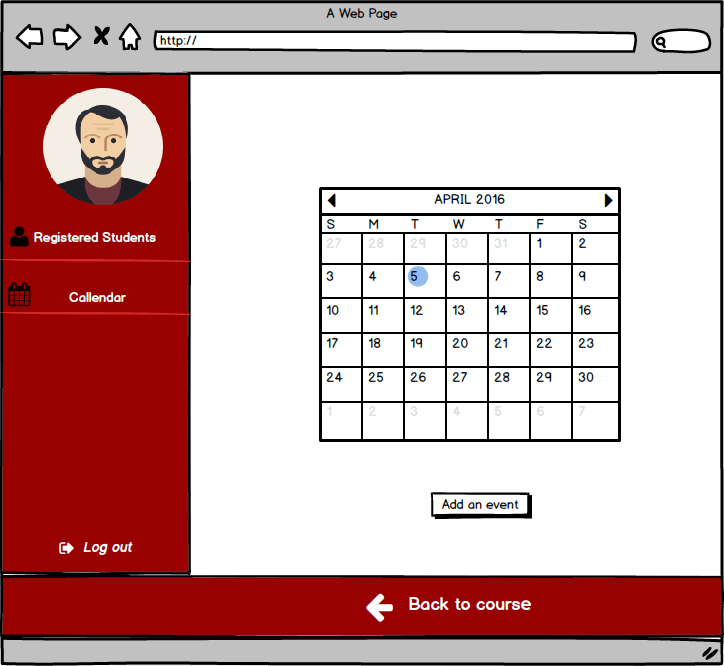 A Web Page
http://
Registered Students
Callendar
Log out
APRIL 2016
S M T W T F S
27 28 29 30 31 1 2
3 4 5 6 7 8 9
10 11 12 13 14 15 16
17 18 19 20 21 22 23
24 25 26 27 28 29 30
1 2 3 4 5 6 7
Add an event
Back to course